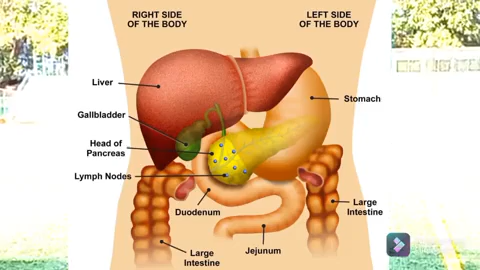 RIGHT SIDE
OF THE BODY
LEFT SIDE
OF THE BODY
Liver
Gallbladder
Head of
Pancreas
Lymph Nodes
Duodenum
Large
Intestine
Jejunum
Stomach
Large
Intestine